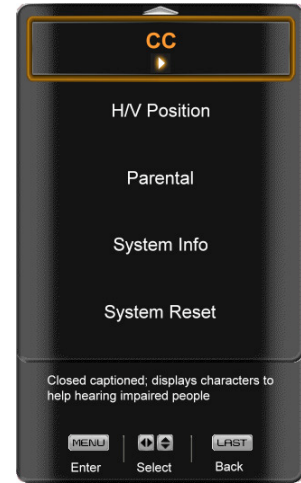 CC
H/V Position
Parental
System Info
System Reset
Closed captioned; displays characters to
help hearing impaired people
MENU LAST
Enter Select Back